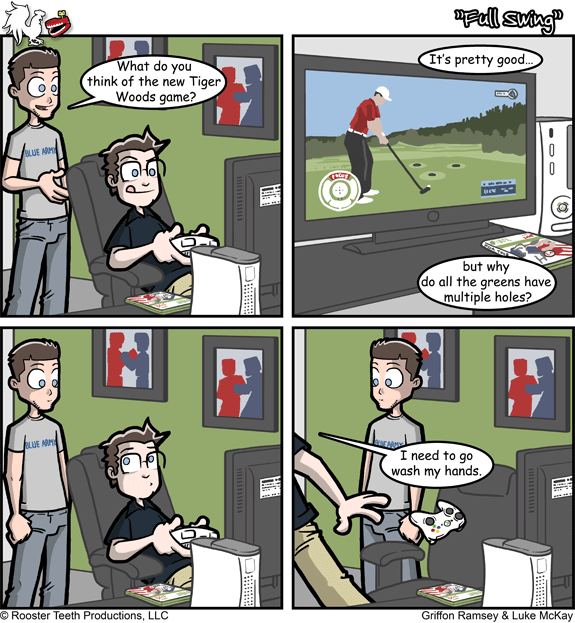 "Full Swing"
What do you
think of the new Tiger
Woods game?
BLUE ARMY
It's pretty good...
but why
do all the greens have
multiple holes?
BLUE ARMY
I need to go
wash my hands.
BLUE ARMY
© Rooster Teeth Productions, LLC
Griffon Ramsey & Luke McKay